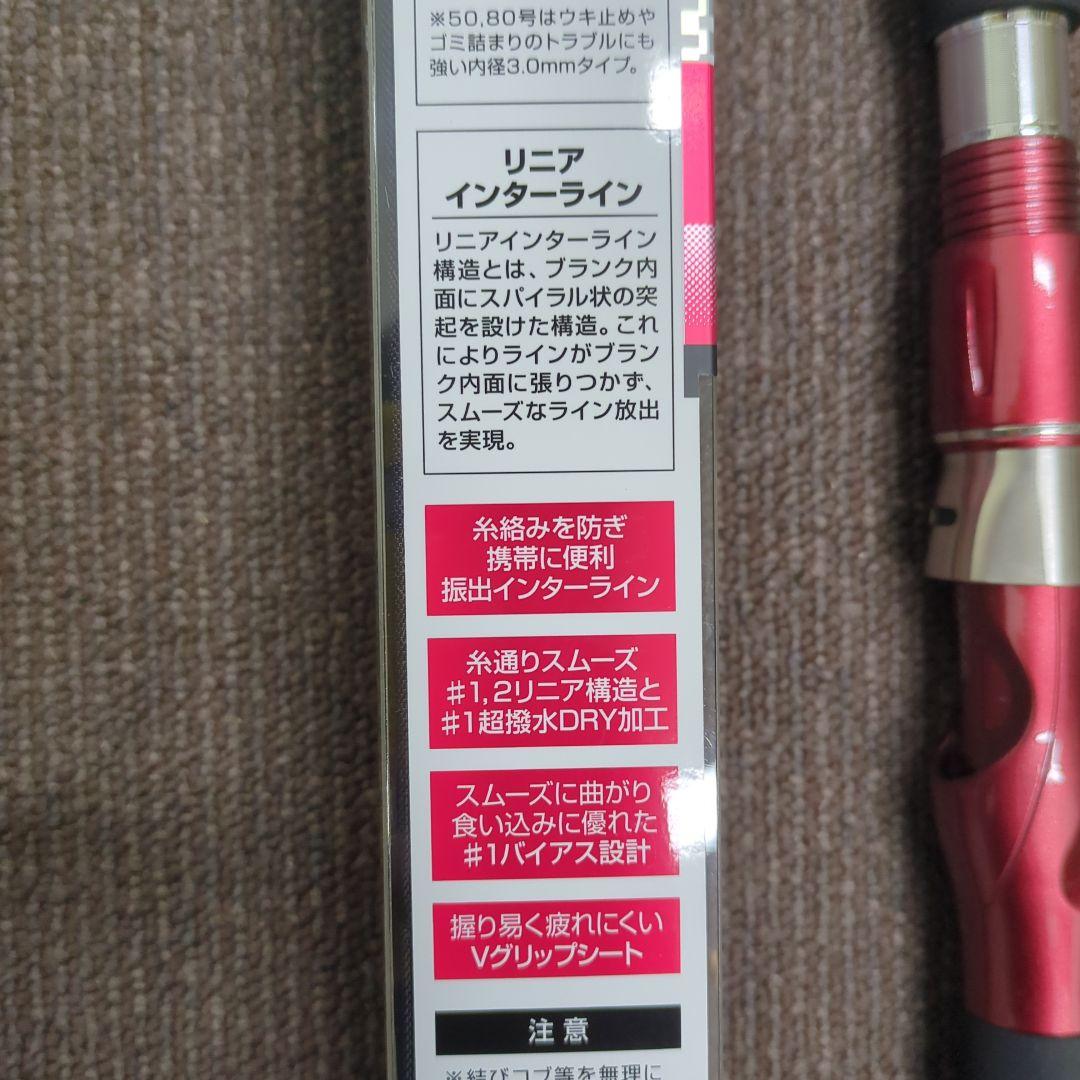 ※50,80号はウキ止めや
ゴミ詰まりのトラブルにも
強い内径3.0mmタイプ。
リニア
インターライン
リニアインターライン
構造とは、ブランク内
面にスパイラル状の突
起を設けた構造。これ
によりラインがブラン
ク内面に張りつかず、
スムーズなライン放出
を実現。
糸絡みを防ぎ
携帯に便利
振出インターライン
糸通りスムーズ
♯1,2リニア構造と
♯1超撥水DRY加工
スムーズに曲がり
食い込みに優れた
♯1バイアス設計
握り易く疲れにくい
Vグリップシート
注意
※結びコブ等を無理に